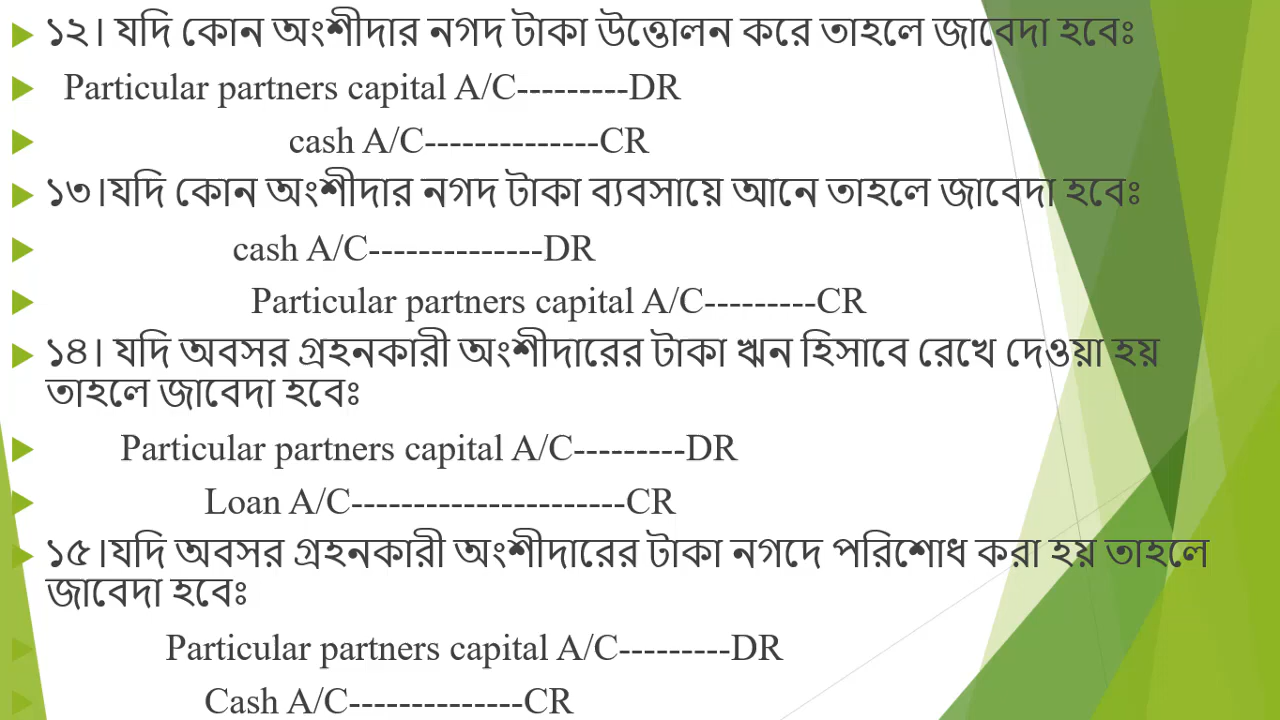 ১২। যদি কোন অংশীদার নগদ টাকা উত্তোলন করে তাহলে জাবেদা হবেঃ
Particular partners capital A/C---------DR
cash A/C--------------CR
১৩।যদি কোন অংশীদার নগদ টাকা ব্যবসায়ে আনে তাহলে জাবেদা হবেঃ
cash A/C--------------DR
Particular partners capital A/C---------CR
১৪। যদি অবসর গ্রহনকারী অংশীদারের টাকা ঋন হিসাবে রেখে দেওয়া হয়
তাহলে জাবেদা হবেঃ
Particular partners capital A/C---------DR
Loan A/C----------------------CR
১৫।যদি অবসর গ্রহনকারী অংশীদারের টাকা নগদে পরিশোধ করা হয় তাহলে
জাবেদা হবেঃ
Particular partners capital A/C---------DR
Cash A/C--------------CR